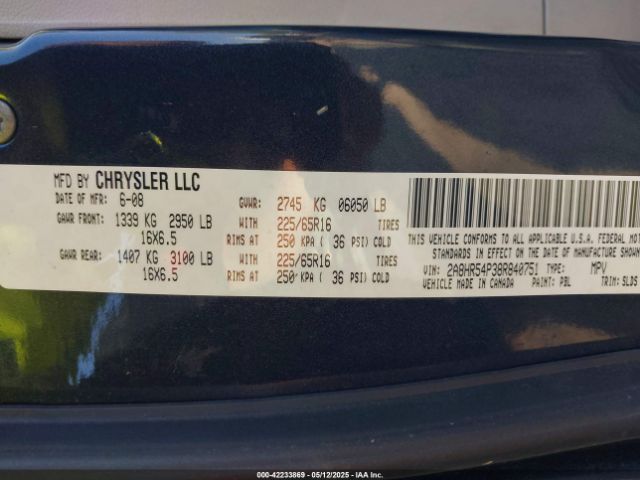 MFD BY CHRYSLER LLC
DATE OF MFR: 6-08 GVWR: 2745 KG 06050 LB
GAWR FRONT: 1339 KG 2950 LB WITH 225/65R16 TIRES
16X6.5 RIMS AT 250 KPA ( 36 PSI) COLD
GAWR REAR: 1407 KG 3100 LB WITH 225/65R16 TIRES
16X6.5 RIMS AT 250 KPA ( 36 PSI) COLD
THIS VEHICLE CONFORMS TO ALL APPLICABLE U.S.A. FEDERAL
STANDARDS IN EFFECT ON THE DATE OF MANUFACTURE SHOWN
VIN: 2A8HR54P38R840751 TYPE: MPV
VEHICLE MADE IN CANADA PAINT: PBL TRIM: SLDS
000-42233869 - 05/12/2025 - IAA Inc.